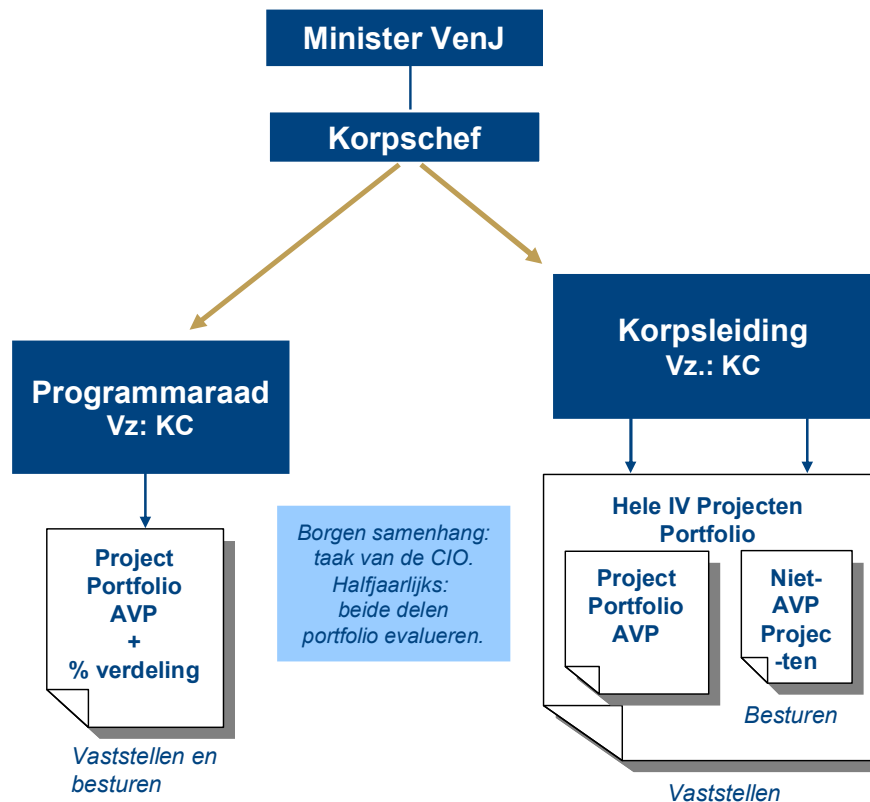 Minister VenJ
Korpschef
Programmaraad
Vz: KC
Korpsleiding
Vz.: KC
Project
Portfolio
AVP
+
% verdeling
Vaststellen en
besturen
Borgen samenhang:
taak van de CIO.
Halfjaarlijks:
beide delen
portfolio evalueren.
Hele IV Projecten
Portfolio
Project
Portfolio
AVP
Niet-
AVP
Projec
-ten
Besturen
Vaststellen